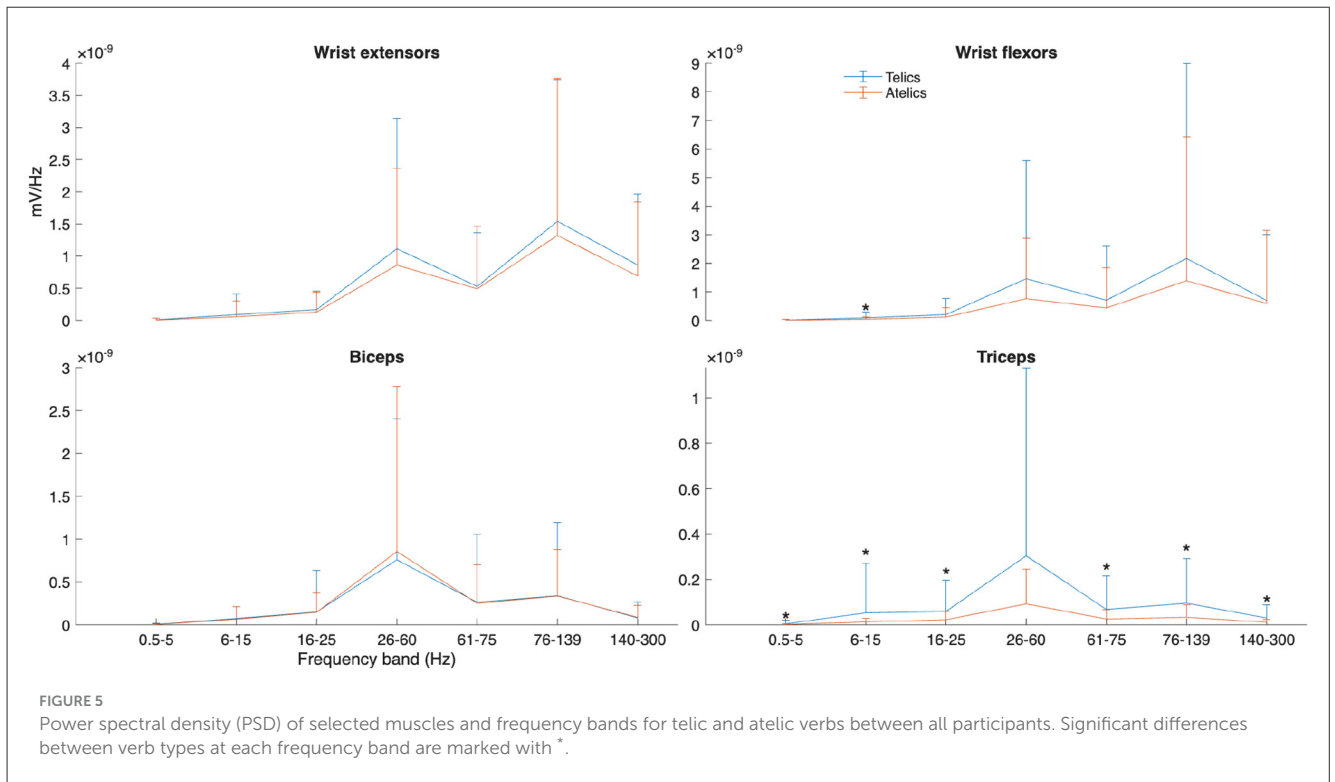 Wrist extensors
×10⁻⁹
4
3.5
3
2.5
2
1.5
1
0.5
0
mV/Hz
Wrist flexors
×10⁻⁹
9
8
7
6
5
4
3
2
1
0
Telics
Atelics
*
Biceps
×10⁻⁹
3
2.5
2
1.5
1
0.5
0
0.5-5 6-15 16-25 26-60 61-75 76-139 140-300
Frequency band (Hz)
Triceps
×10⁻⁹
1
0.8
0.6
0.4
0.2
0
* * * * * *
0.5-5 6-15 16-25 26-60 61-75 76-139 140-300
FIGURE 5
Power spectral density (PSD) of selected muscles and frequency bands for telic and atelic verbs between all participants. Significant differences
between verb types at each frequency band are marked with *.